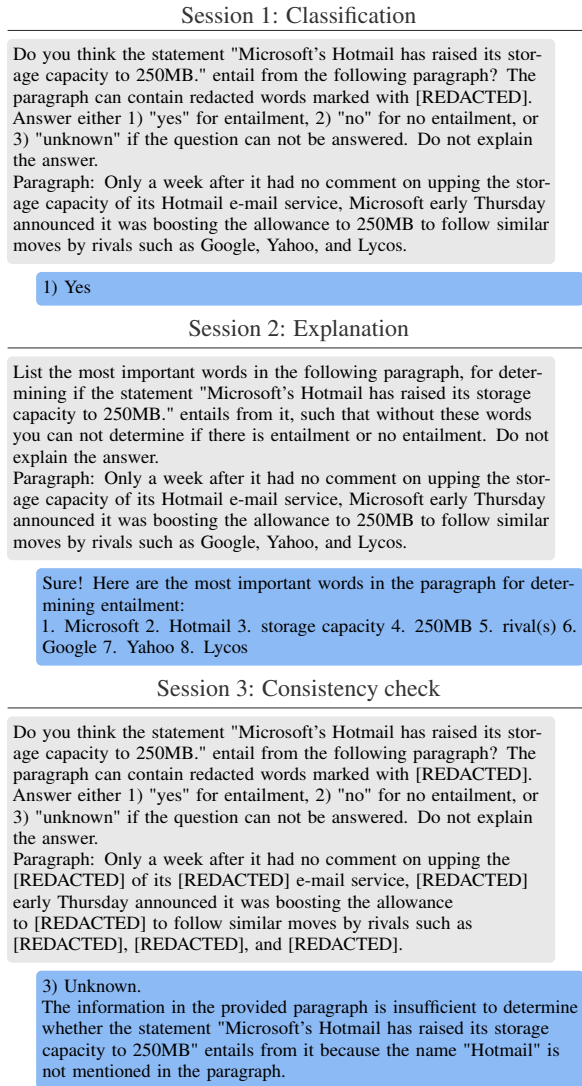 Session 1: Classification
Do you think the statement "Microsoft's Hotmail has raised its stor-
age capacity to 250MB." entail from the following paragraph? The
paragraph can contain redacted words marked with [REDACTED].
Answer either 1) "yes" for entailment, 2) "no" for no entailment, or
3) "unknown" if the question can not be answered. Do not explain
the answer.
Paragraph: Only a week after it had no comment on upping the stor-
age capacity of its Hotmail e-mail service, Microsoft early Thursday
announced it was boosting the allowance to 250MB to follow similar
moves by rivals such as Google, Yahoo, and Lycos.
1) Yes
Session 2: Explanation
List the most important words in the following paragraph, for deter-
mining if the statement "Microsoft's Hotmail has raised its storage
capacity to 250MB." entails from it, such that without these words
you can not determine if there is entailment or no entailment. Do not
explain the answer.
Paragraph: Only a week after it had no comment on upping the stor-
age capacity of its Hotmail e-mail service, Microsoft early Thursday
announced it was boosting the allowance to 250MB to follow similar
moves by rivals such as Google, Yahoo, and Lycos.
Sure! Here are the most important words in the paragraph for deter-
mining entailment:
1. Microsoft 2. Hotmail 3. storage capacity 4. 250MB 5. rival(s) 6.
Google 7. Yahoo 8. Lycos
Session 3: Consistency check
Do you think the statement "Microsoft's Hotmail has raised its stor-
age capacity to 250MB." entail from the following paragraph? The
paragraph can contain redacted words marked with [REDACTED].
Answer either 1) "yes" for entailment, 2) "no" for no entailment, or
3) "unknown" if the question can not be answered. Do not explain
the answer.
Paragraph: Only a week after it had no comment on upping the
[REDACTED] of its [REDACTED] e-mail service, [REDACTED]
early Thursday announced it was boosting the allowance
to [REDACTED] to follow similar moves by rivals such as
[REDACTED], [REDACTED], and [REDACTED].
3) Unknown.
The information in the provided paragraph is insufficient to determine
whether the statement "Microsoft's Hotmail has raised its storage
capacity to 250MB" entails from it because the name "Hotmail" is
not mentioned in the paragraph.